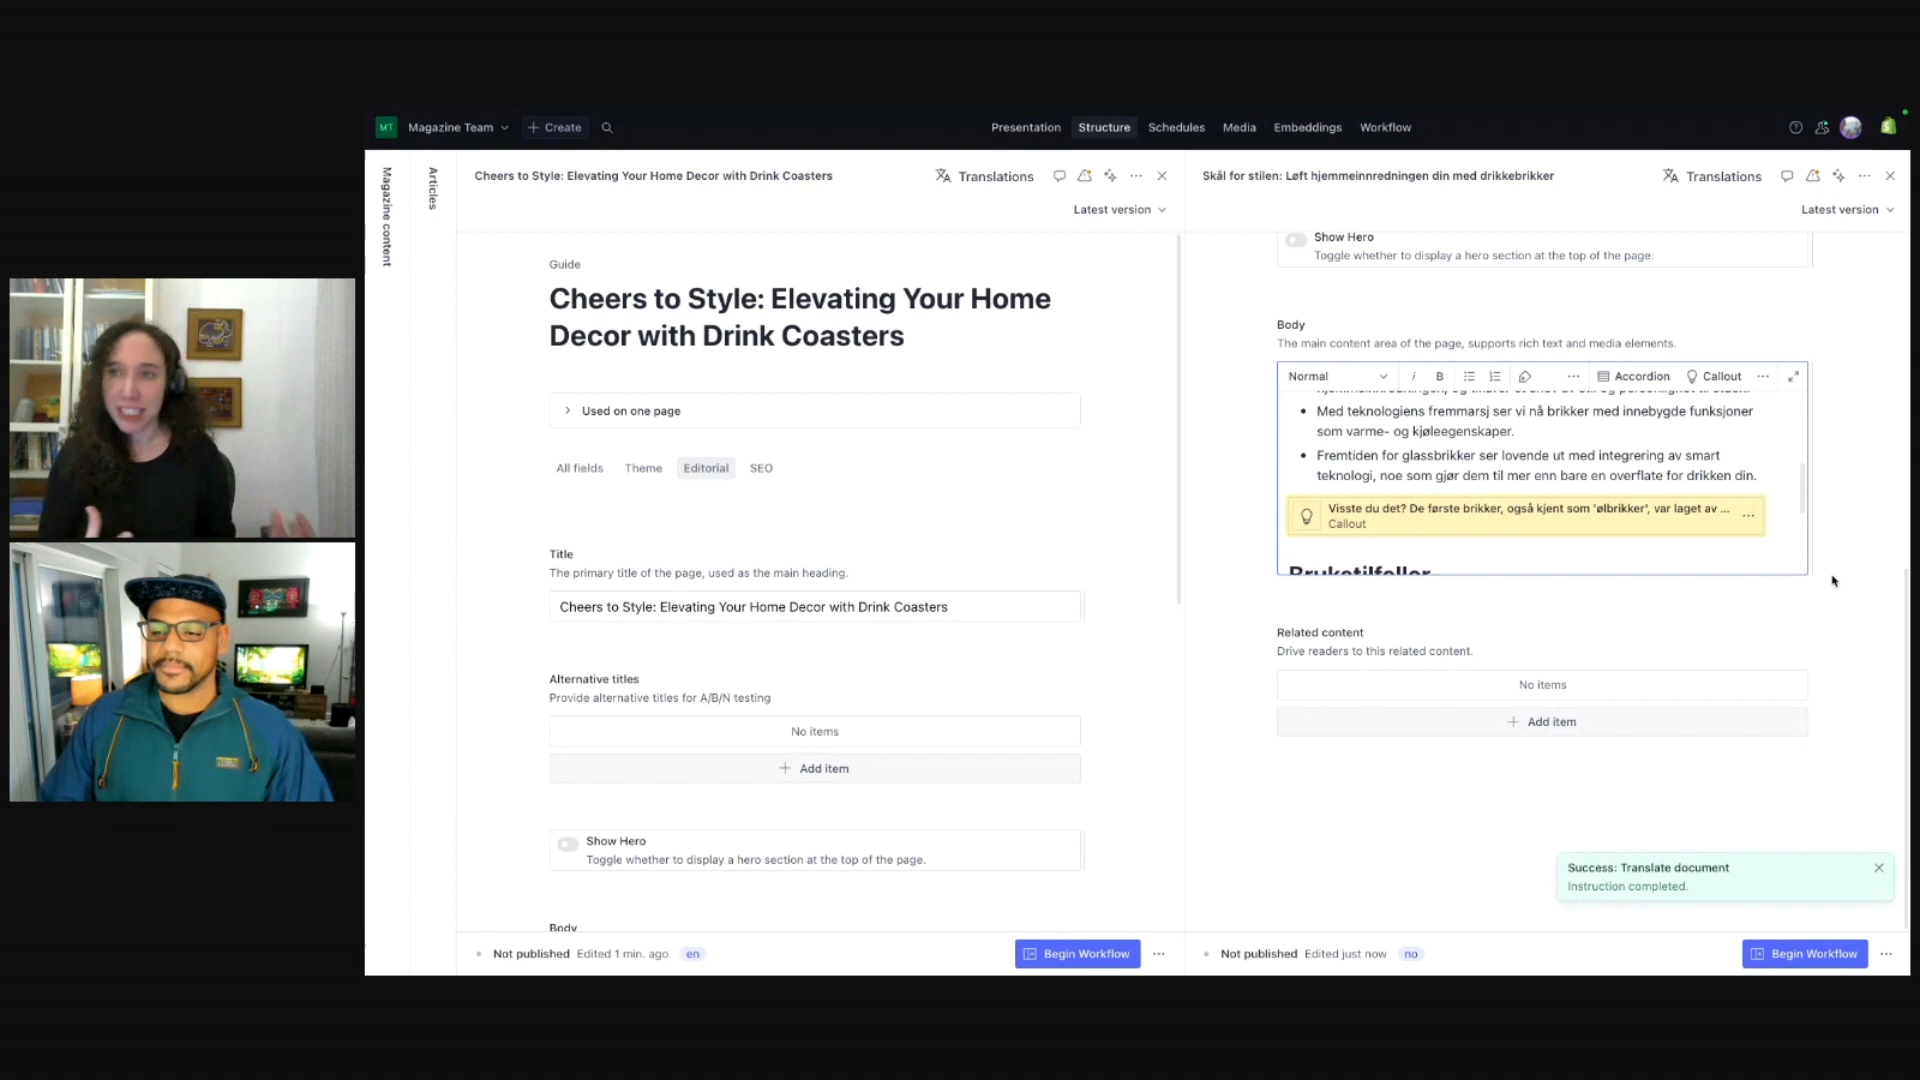 MT Magazine Team Create
Presentation Structure Schedules Media Embeddings Workflow
Magazine content
Articles
Cheers to Style: Elevating Your Home Decor with Drink Coasters
Translations
Latest version
Guide
Cheers to Style: Elevating Your Home
Decor with Drink Coasters
Used on one page
All fields Theme Editorial SEO
Title
The primary title of the page, used as the main heading.
Cheers to Style: Elevating Your Home Decor with Drink Coasters
Alternative titles
Provide alternative titles for A/B/N testing
No items
+ Add item
Show Hero
Toggle whether to display a hero section at the top of the page.
Body
Not published Edited 1 min. ago en
Begin Workflow
Skål for stilen: Løft hjemmeinnredningen din med drikkebrikker
Translations
Latest version
Show Hero
Toggle whether to display a hero section at the top of the page.
Body
The main content area of the page, supports rich text and media elements.
Normal i B Accordion Callout
• Med teknologiens fremmarsj ser vi nå brikker med innebygde funksjoner
som varme- og kjøleegenskaper.
• Fremtiden for glassbrikker ser lovende ut med integrering av smart
teknologi, noe som gjør dem til mer enn bare en overflate for drikken din.
Visste du det? De første brikker, også kjent som 'ølbrikker', var laget av ...
Callout
Bruketilfeller
Related content
Drive readers to this related content.
No items
+ Add item
Success: Translate document
Instruction completed.
Not published Edited just now no
Begin Workflow